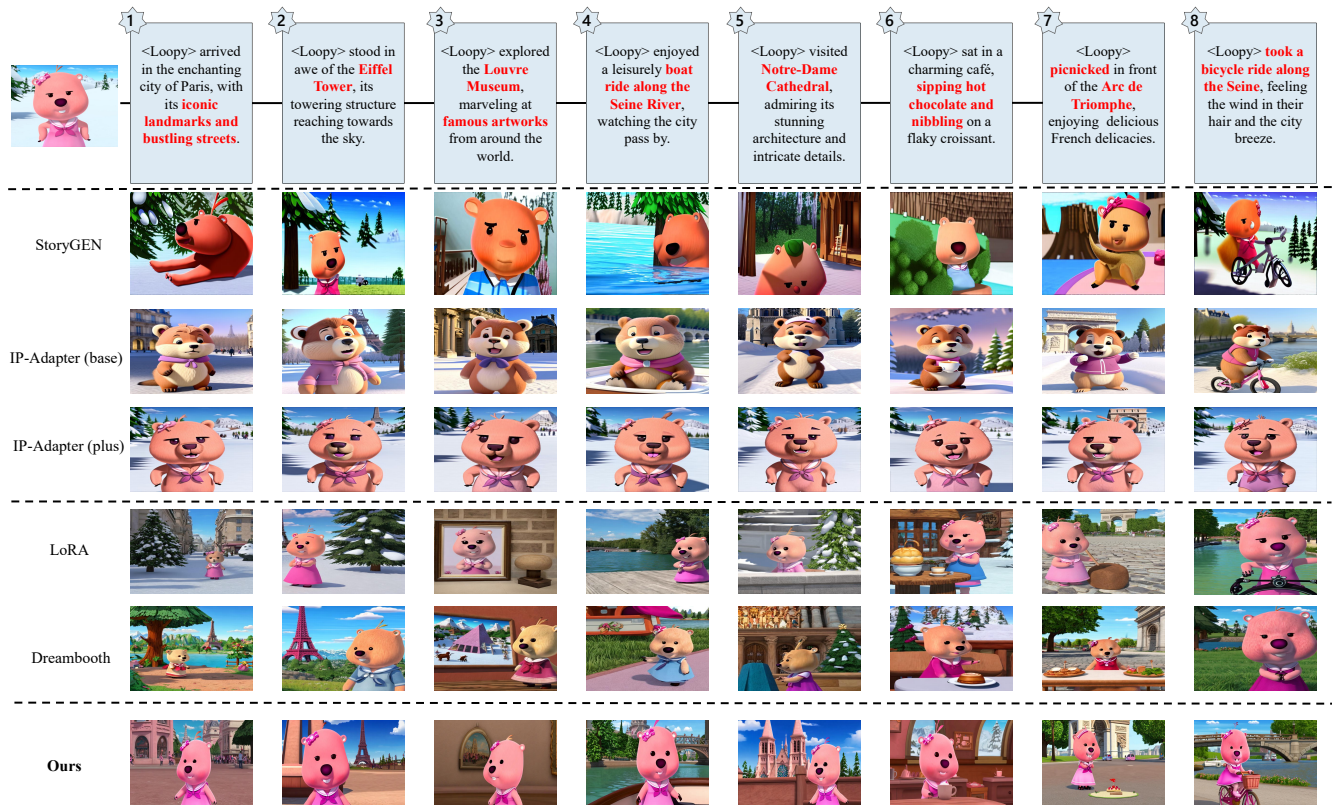 1
<Loopy> arrived
in the enchanting
city of Paris, with
its iconic
landmarks and
bustling streets.
2
<Loopy> stood in
awe of the Eiffel
Tower, its
towering structure
reaching towards
the sky.
3
<Loopy> explored
the Louvre
Museum,
marveling at
famous artworks
from around the
world.
4
<Loopy> enjoyed
a leisurely boat
ride along the
Seine River,
watching the city
pass by.
5
<Loopy> visited
Notre-Dame
Cathedral,
admiring its
stunning
architecture and
intricate details.
6
<Loopy> sat in a
charming café,
sipping hot
chocolate and
nibbling on a
flaky croissant.
7
<Loopy>
picnicked in front
of the Arc de
Triomphe,
enjoying delicious
French delicacies.
8
<Loopy> took a
bicycle ride along
the Seine, feeling
the wind in their
hair and the city
breeze.
StoryGEN
IP-Adapter (base)
IP-Adapter (plus)
LoRA
Dreambooth
Ours